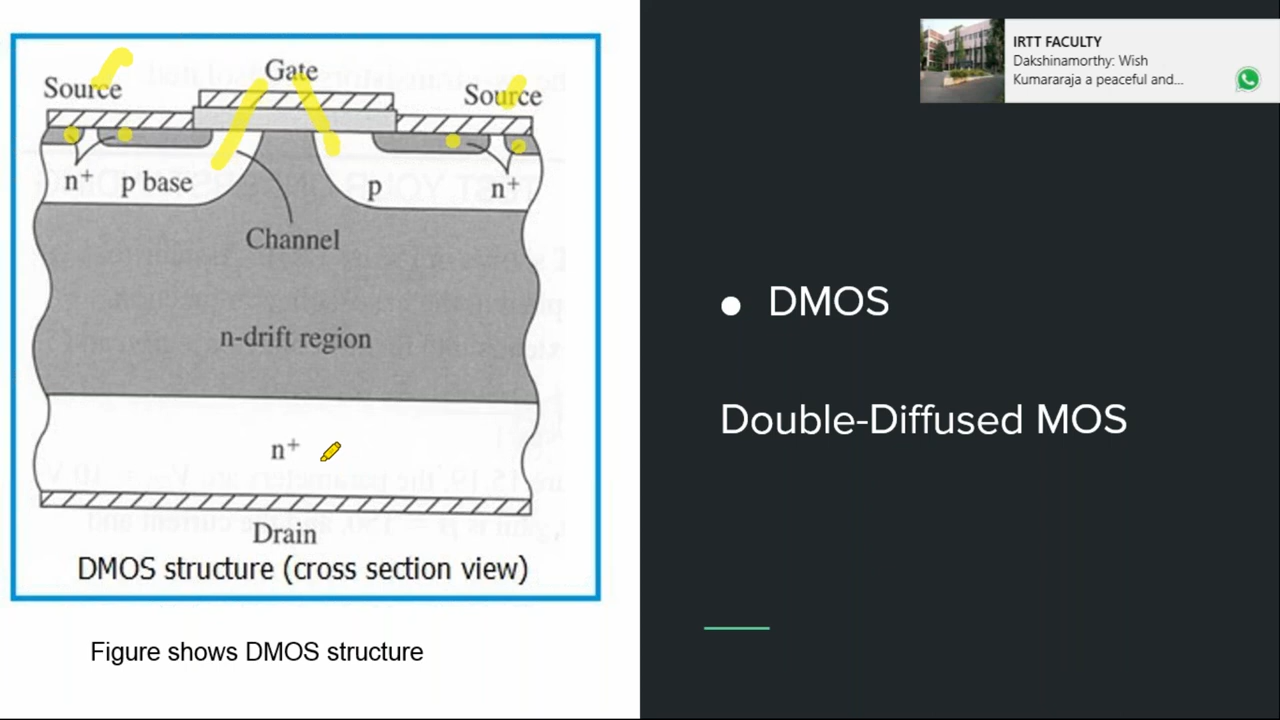 Source
Gate
Source
n+
p base
p
n+
Channel
n-drift region
n+
Drain
DMOS structure (cross section view)
Figure shows DMOS structure
IRTT FACULTY
Dakshinamorthy: Wish
Kumararaja a peaceful and...
● DMOS
Double-Diffused MOS